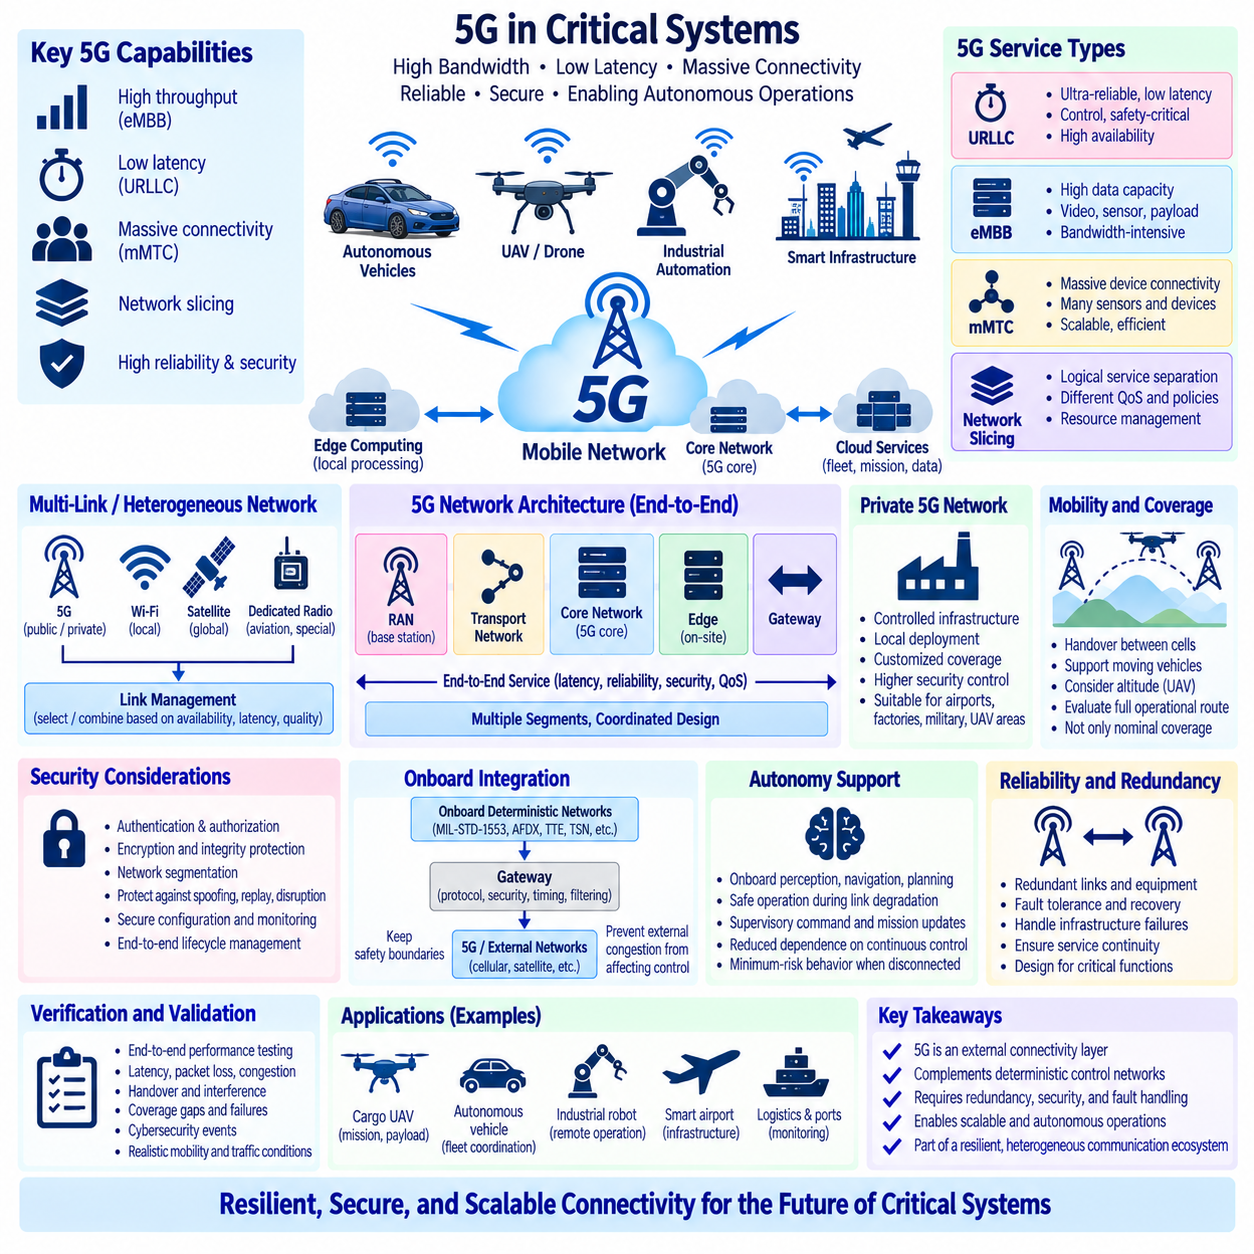 5G in Critical Systems
High Bandwidth • Low Latency • Massive Connectivity
Reliable • Secure • Enabling Autonomous Operations
Key 5G Capabilities
High throughput
(eMBB)
Low latency
(URLLC)
Massive connectivity
(mMTC)
Network slicing
High reliability & security
Autonomous
Vehicles
UAV / Drone
Industrial
Automation
Smart Infrastructure
5G
Mobile Network
Edge Computing
(local processing)
Core Network
(5G core)
Cloud Services
(fleet, mission, data)
5G Service Types
URLLC
• Ultra-reliable, low latency
• Control, safety-critical
• High availability
eMBB
• High data capacity
• Video, sensor, payload
• Bandwidth-intensive
mMTC
• Massive device connectivity
• Many sensors and devices
• Scalable, efficient
Network
Slicing
• Logical service separation
• Different QoS and policies
• Resource management
Multi-Link / Heterogeneous Network
5G
(public / private)
Wi-Fi
(local)
Satellite
(global)
Dedicated Radio
(aviation, special)
Link Management
(select / combine based on availability, latency, quality)
5G Network Architecture (End-to-End)
RAN
(base station)
Transport
Network
Core Network
(5G core)
Edge
(on-site)
Gateway
End-to-End Service (latency, reliability, security, QoS)
Multiple Segments, Coordinated Design
Private 5G Network
• Controlled infrastructure
• Local deployment
• Customized coverage
• Higher security control
• Suitable for airports,
factories, military, UAV areas
Mobility and Coverage
• Handover between cells
• Support moving vehicles
• Consider altitude (UAV)
• Evaluate full operational route
• Not only nominal coverage
Security Considerations
• Authentication & authorization
• Encryption and integrity protection
• Network segmentation
• Protect against spoofing, replay, disruption
• Secure configuration and monitoring
• End-to-end lifecycle management
Onboard Integration
Onboard Deterministic Networks
(MIL-STD-1553, AFDX, TTE, TSN, etc.)
Gateway
(protocol, security, timing, filtering)
Keep
safety boundaries
5G / External Networks
(cellular, satellite, etc.)
Prevent external
congestion from
affecting control
Autonomy Support
• Onboard perception, navigation, planning
• Safe operation during link degradation
• Supervisory command and mission updates
• Reduced dependence on continuous control
• Minimum-risk behavior when disconnected
Reliability and Redundancy
• Redundant links and equipment
• Fault tolerance and recovery
• Handle infrastructure failures
• Ensure service continuity
• Design for critical functions
Verification and Validation
• End-to-end performance testing
• Latency, packet loss, congestion
• Handover and interference
• Coverage gaps and failures
• Cybersecurity events
• Realistic mobility and traffic conditions
Applications (Examples)
Cargo UAV
(mission, payload)
Autonomous
vehicle
(fleet coordination)
Industrial robot
(remote operation)
Smart airport
(infrastructure)
Logistics & ports
(monitoring)
Key Takeaways
5G is an external connectivity layer
Complements deterministic control networks
Requires redundancy, security, and fault handling
Enables scalable and autonomous operations
Part of a resilient, heterogeneous communication ecosystem
Resilient, Secure, and Scalable Connectivity for the Future of Critical Systems